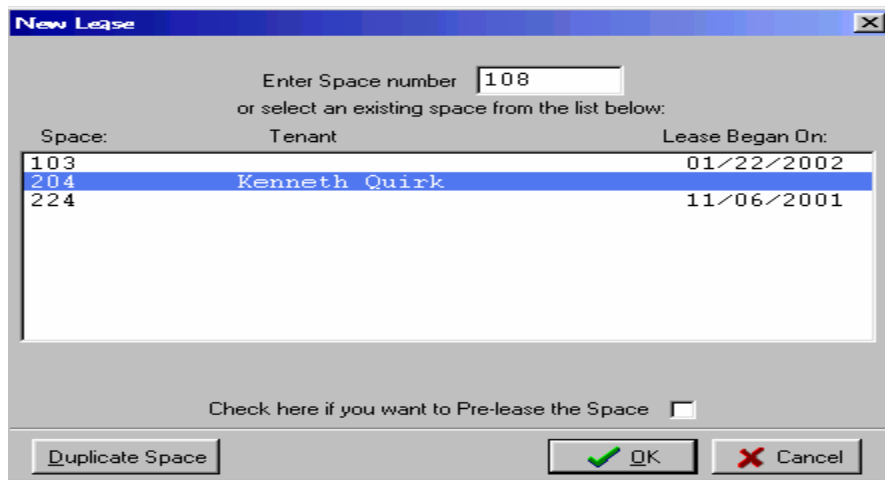 New Lease
Enter Space number 108
or select an existing space from the list below:
Space: Tenant Lease Began On:
103 01/22/2002
204 Kenneth Quirk
224 11/06/2001
Check here if you want to Pre-lease the Space
Duplicate Space OK Cancel